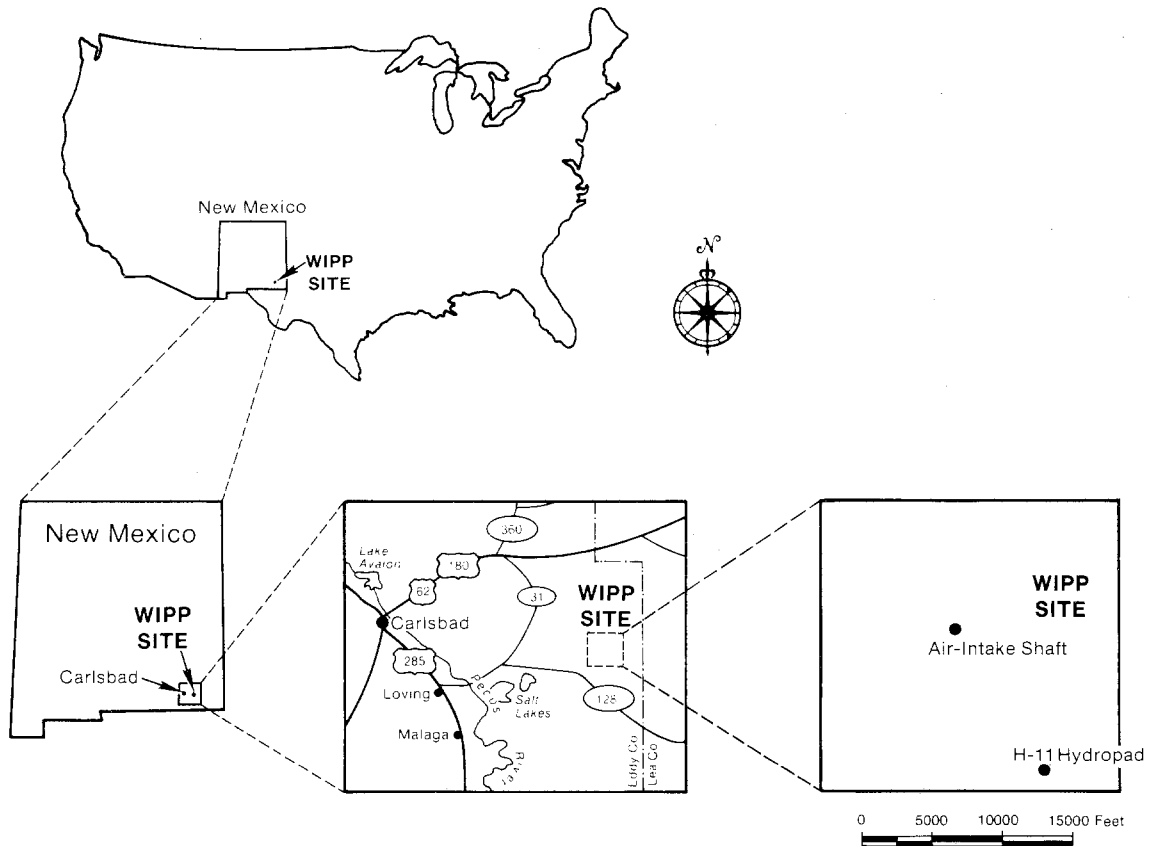 New Mexico
WIPP
SITE
N
New Mexico
WIPP
SITE
Carlsbad
360
Lake
Avalon
180
62
31
WIPP
SITE
Carlsbad
285
Pecos
River
Loving
Salt
Lakes
128
Malaga
Eddy Co
Lea Co
WIPP
SITE
Air-Intake Shaft
H-11 Hydropad
0 5000 10000 15000 Feet